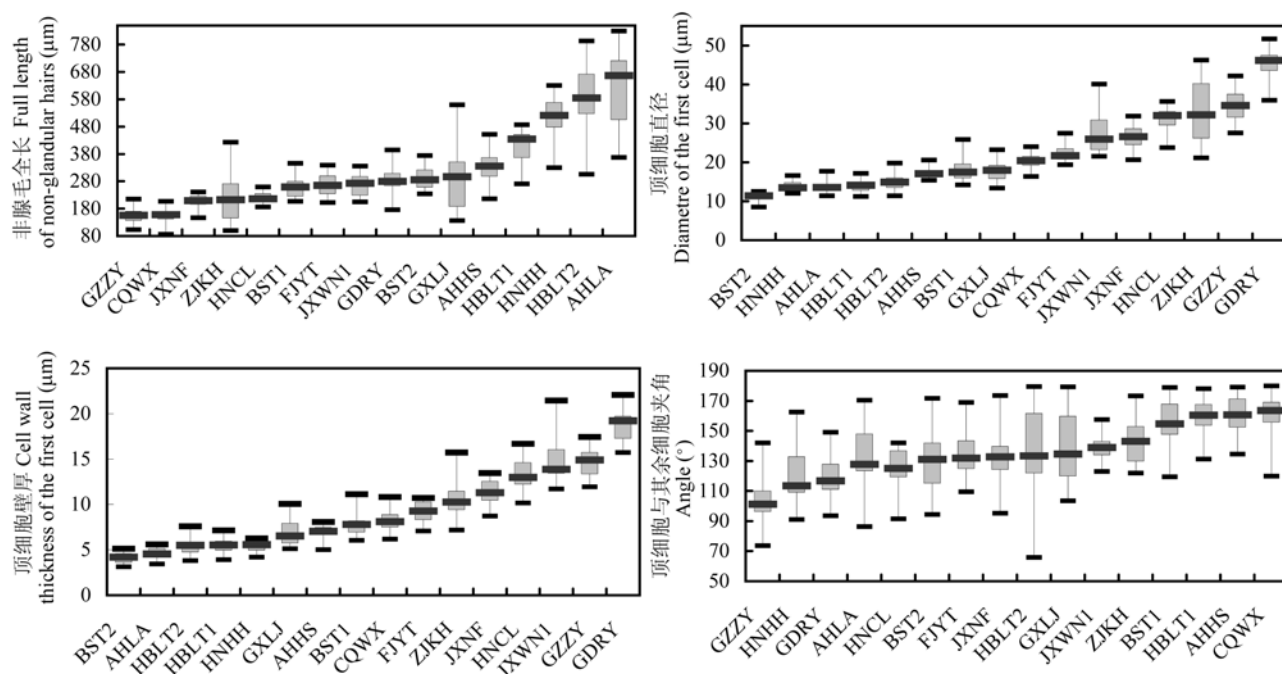 非腺毛全长 Full length
of non-glandular hairs (μm)
780
680
580
480
380
280
180
80
GZZY
CQWX
JXNF
ZJKH
HNCL
BST1
FJYT
JXWN1
GDRY
BST2
GXLJ
AHHS
HBLT1
HNHH
HBLT2
AHLA
顶细胞直径
Diametre of the first cell (μm)
50
40
30
20
10
0
BST2
HNHH
AHLA
HBLT1
HBLT2
AHHS
BST1
GXLJ
CQWX
FJYT
JXWN1
JXNF
HNCL
ZJKH
GZZY
GDRY
顶细胞壁厚 Cell wall
thickness of the first cell (μm)
25
20
15
10
5
0
BST2
AHLA
HBLT2
HBLT1
HNHH
GXLJ
AHHS
BST1
CQWX
FJYT
ZJKH
JXNF
HNCL
JXWN1
GZZY
GDRY
顶细胞与其余细胞夹角
Angle (°)
190
170
150
130
110
90
70
50
GZZY
HNHH
GDRY
AHLA
HNCL
BST2
FJYT
JXNF
HBLT2
GXLJ
JXWN1
ZJKH
BST1
HBLT1
AHHS
CQWX